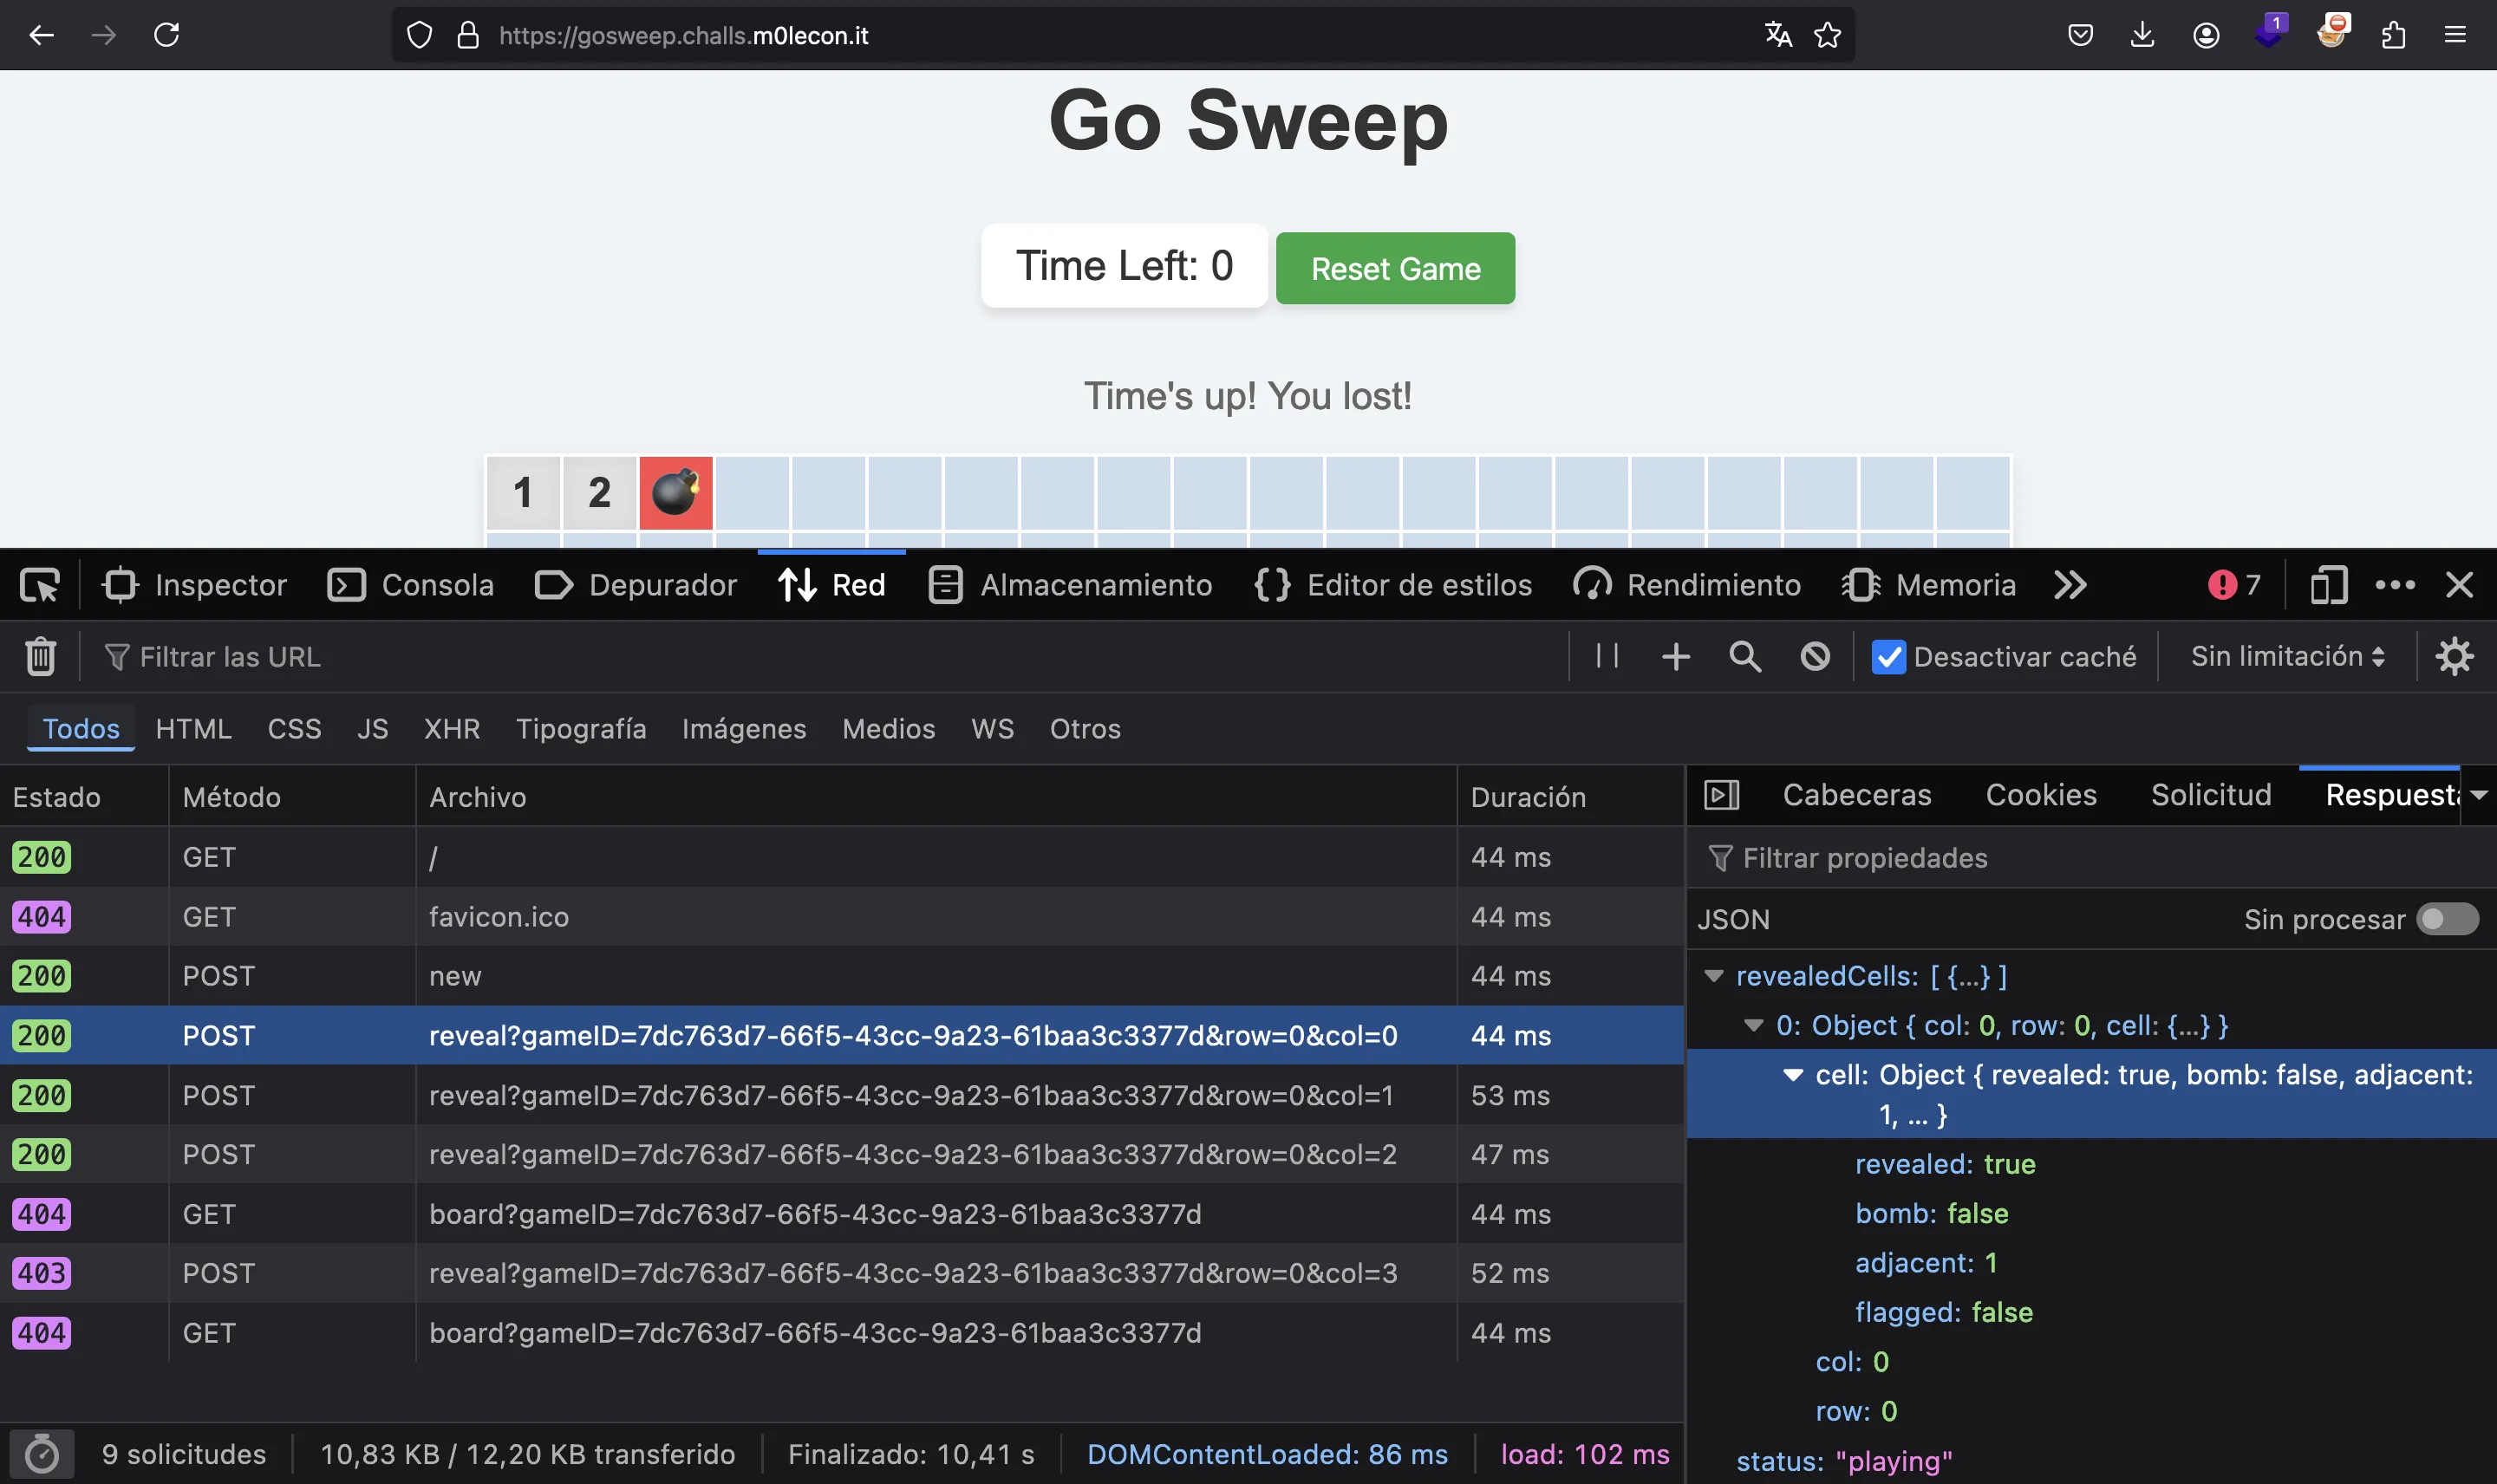 https://gosweep.challs.m0lecon.it
1
Go Sweep
Time Left: 0
Reset Game
Time's up! You lost!
1 2
Inspector Consola Depurador Red Almacenamiento Editor de estilos Rendimiento Memoria 7
Filtrar las URL Desactivar caché Sin limitación
Todos HTML CSS JS XHR Tipografía Imágenes Medios WS Otros
Estado Método Archivo Duración
200 GET / 44 ms
404 GET favicon.ico 44 ms
200 POST new 44 ms
200 POST reveal?gameID=7dc763d7-66f5-43cc-9a23-61baa3c3377d&row=0&col=0 44 ms
200 POST reveal?gameID=7dc763d7-66f5-43cc-9a23-61baa3c3377d&row=0&col=1 53 ms
200 POST reveal?gameID=7dc763d7-66f5-43cc-9a23-61baa3c3377d&row=0&col=2 47 ms
404 GET board?gameID=7dc763d7-66f5-43cc-9a23-61baa3c3377d 44 ms
403 POST reveal?gameID=7dc763d7-66f5-43cc-9a23-61baa3c3377d&row=0&col=3 52 ms
404 GET board?gameID=7dc763d7-66f5-43cc-9a23-61baa3c3377d 44 ms
Cabeceras Cookies Solicitud Respuesta
Filtrar propiedades
JSON Sin procesar
revealedCells: [ {…} ]
0: Object { col: 0, row: 0, cell: {…} }
cell: Object { revealed: true, bomb: false, adjacent:
1, … }
revealed: true
bomb: false
adjacent: 1
flagged: false
col: 0
row: 0
status: "playing"
9 solicitudes 10,83 KB / 12,20 KB transferido Finalizado: 10,41 s DOMContentLoaded: 86 ms load: 102 ms